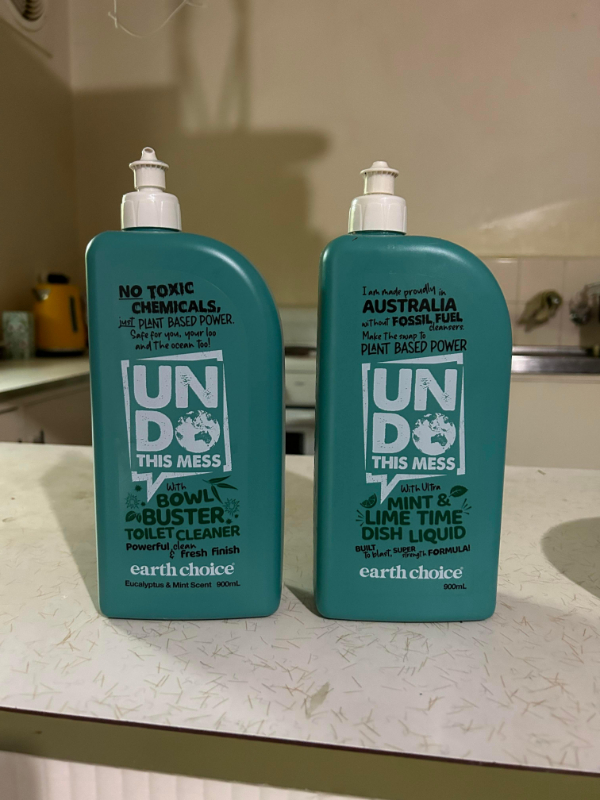 NO TOXIC
CHEMICALS,
just PLANT BASED POWER.
Safe for you, your loo
and The ocean Too!
UN
DO
THIS MESS
With
BOWL
BUSTER.
TOILET CLEANER
Powerful clean
& Fresh Finish
earth choice
Eucalyptus & Mint Scent 900mL
I am made proudly in
AUSTRALIA
without FOSSIL FUEL
cleansers
Make the swap to
PLANT BASED POWER
UN
DO
THIS MESS
With Ultra
MINT &
LIME TIME
DISH LIQUID
BUILT to blast, SUPER strength FORMULA!
earth choice
900mL